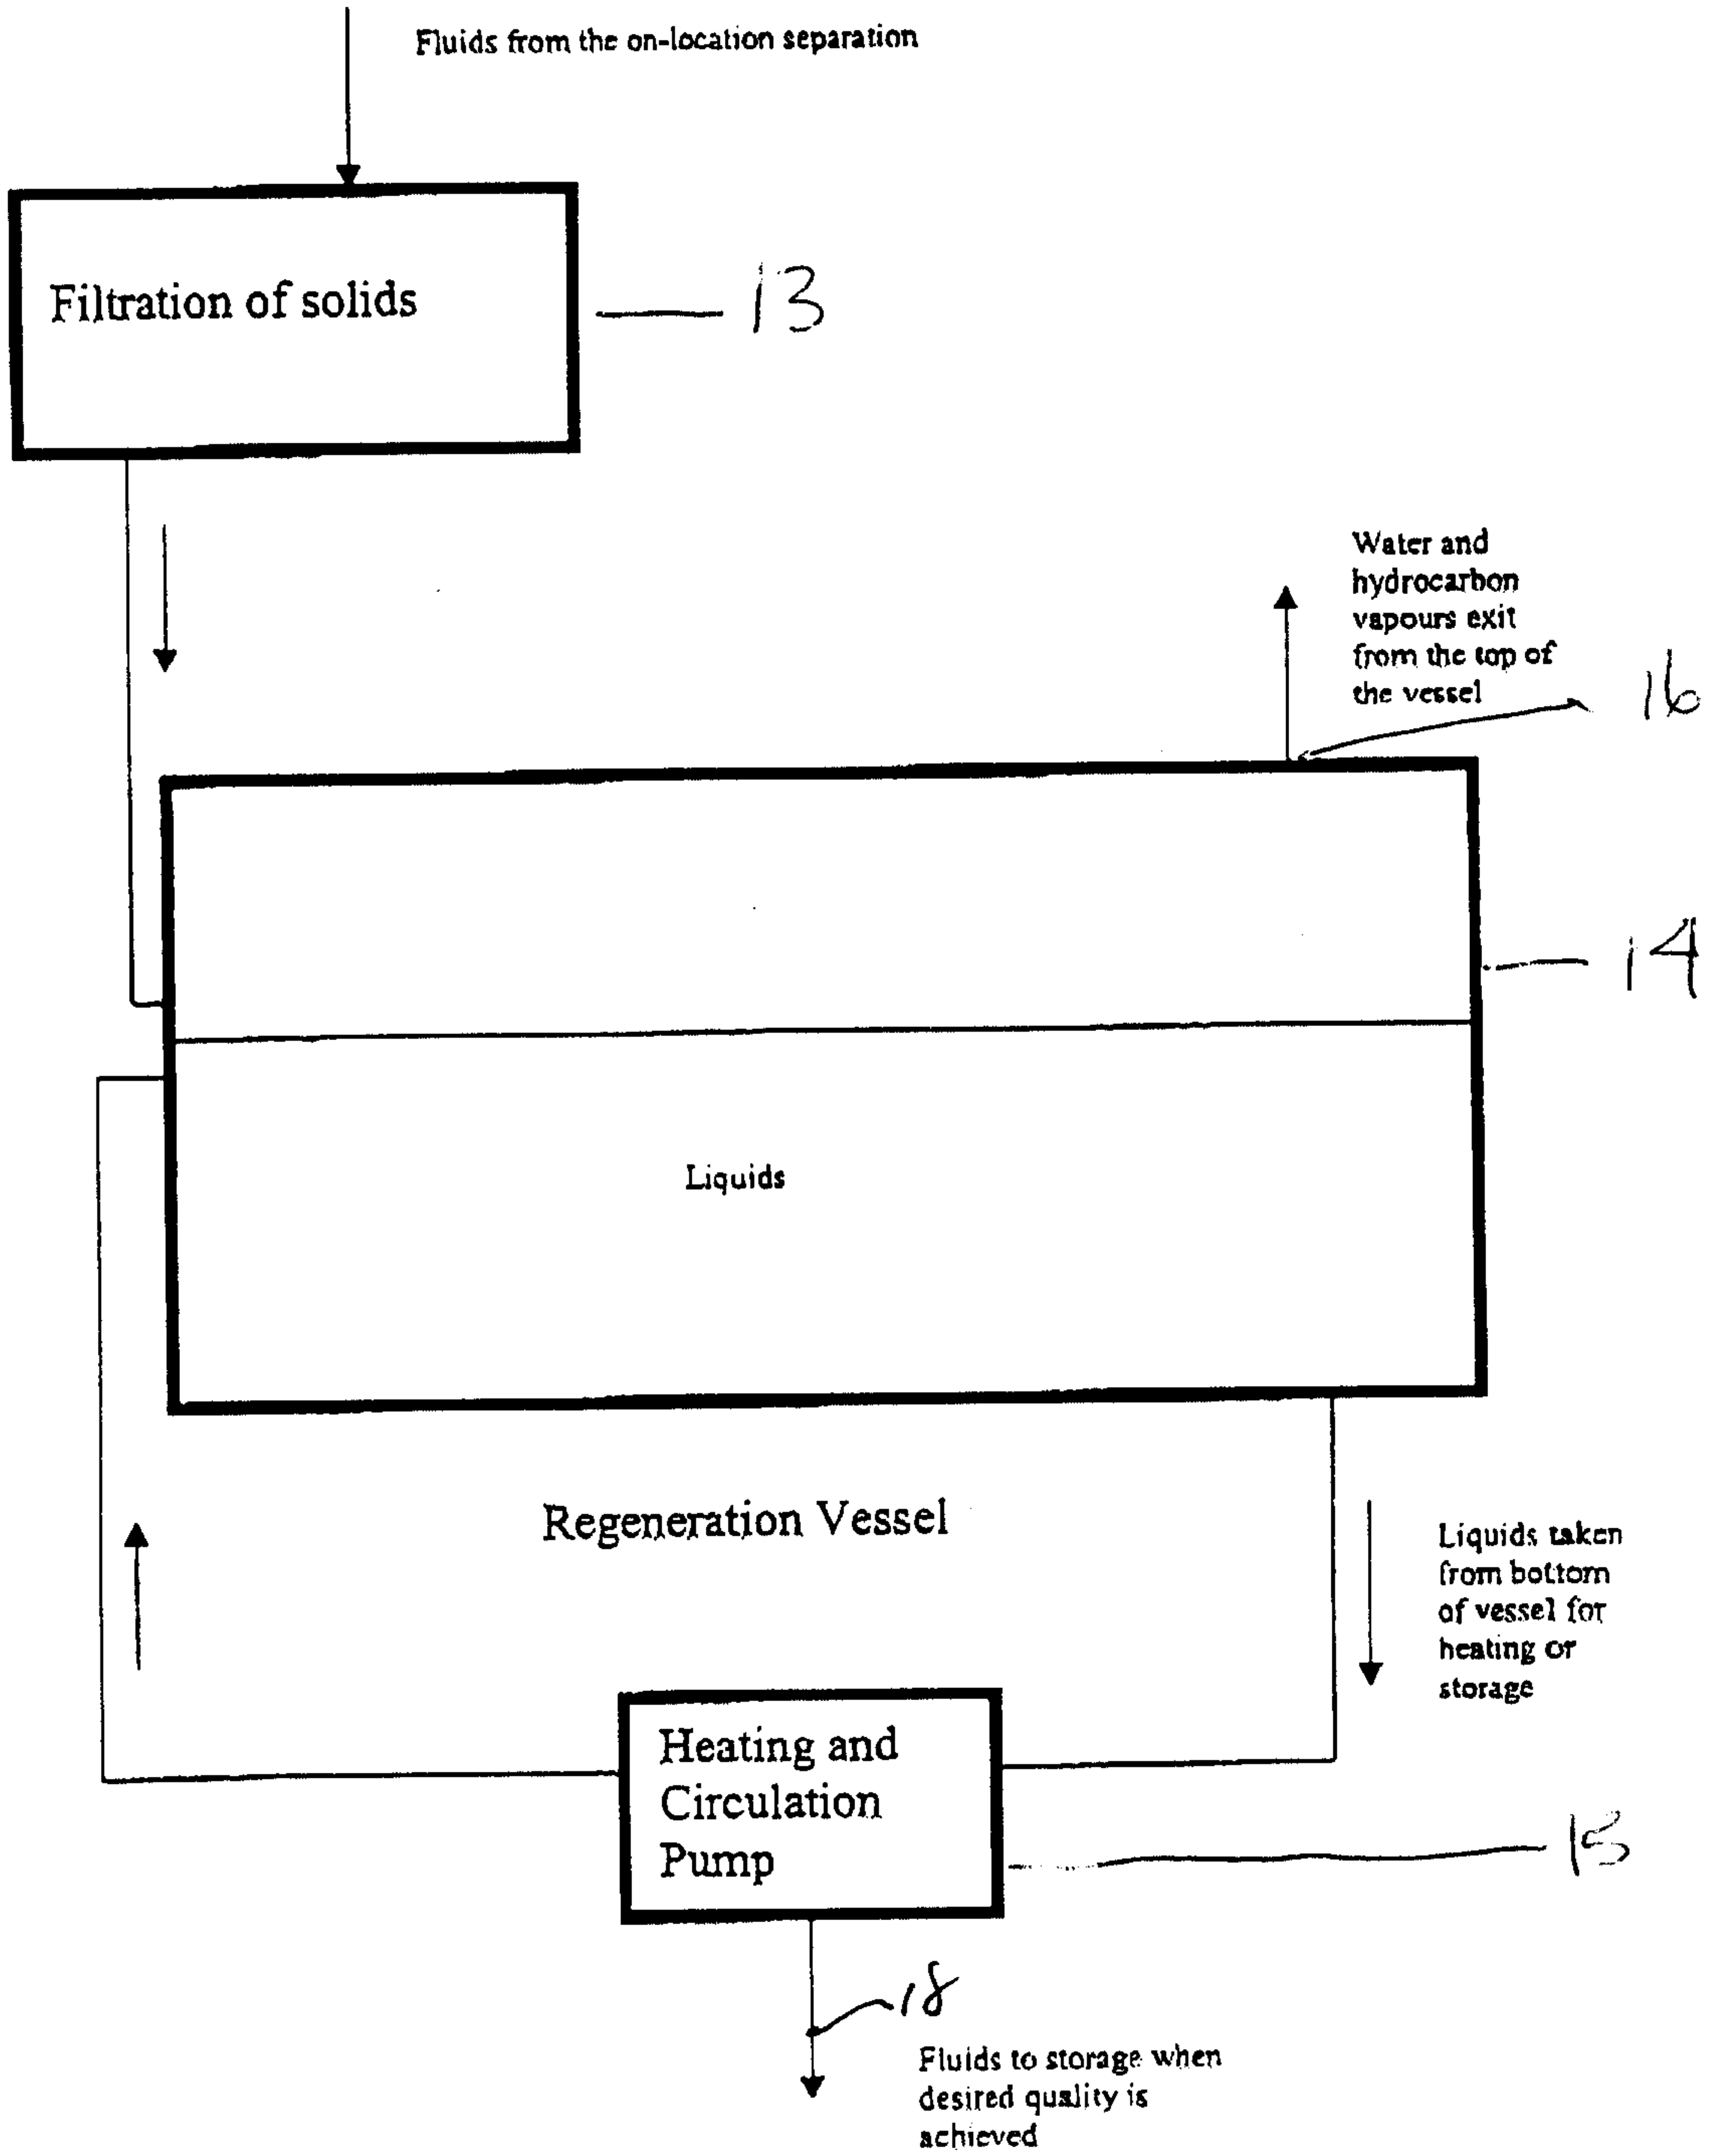 Fluids from the on-location separation
Filtration of solids
13
Water and
hydrocarbon
vapours exit
from the top of
the vessel
16
14
Liquids
Regeneration Vessel
Liquids taken
from bottom
of vessel for
heating or
storage
Heating and
Circulation
Pump
15
18
Fluids to storage when
desired quality is
achieved